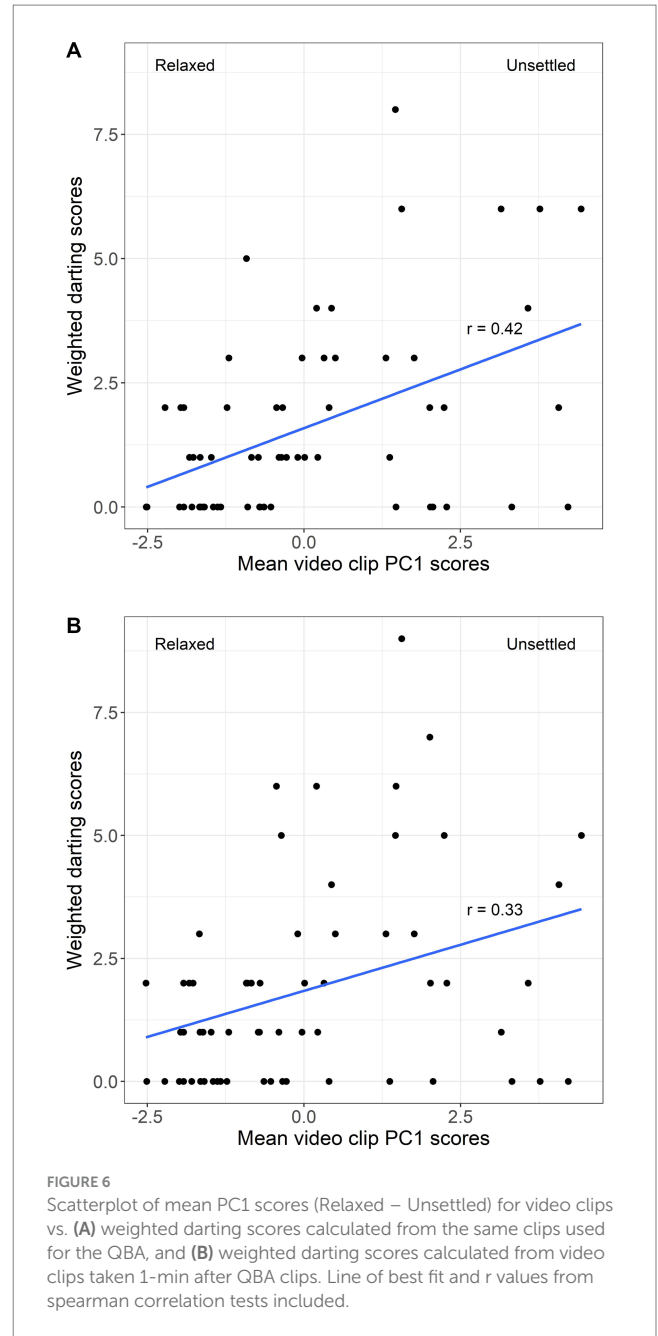 A
Relaxed
Unsettled
7.5
5.0
2.5
0.0
Weighted darting scores
r = 0.42
-2.5
0.0
2.5
Mean video clip PC1 scores
B
Relaxed
Unsettled
7.5
5.0
2.5
0.0
Weighted darting scores
r = 0.33
-2.5
0.0
2.5
Mean video clip PC1 scores
FIGURE 6
Scatterplot of mean PC1 scores (Relaxed – Unsettled) for video clips
vs. (A) weighted darting scores calculated from the same clips used
for the QBA, and (B) weighted darting scores calculated from video
clips taken 1-min after QBA clips. Line of best fit and r values from
spearman correlation tests included.